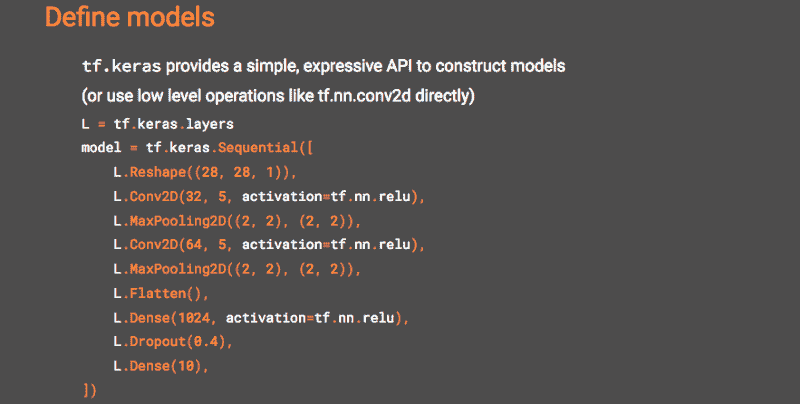 Define models
tf.keras provides a simple, expressive API to construct models
(or use low level operations like tf.nn.conv2d directly)
L = tf.keras.layers
model = tf.keras.Sequential([
    L.Reshape((28, 28, 1)),
    L.Conv2D(32, 5, activation=tf.nn.relu),
    L.MaxPooling2D((2, 2), (2, 2)),
    L.Conv2D(64, 5, activation=tf.nn.relu),
    L.MaxPooling2D((2, 2), (2, 2)),
    L.Flatten(),
    L.Dense(1024, activation=tf.nn.relu),
    L.Dropout(0.4),
    L.Dense(10),
])